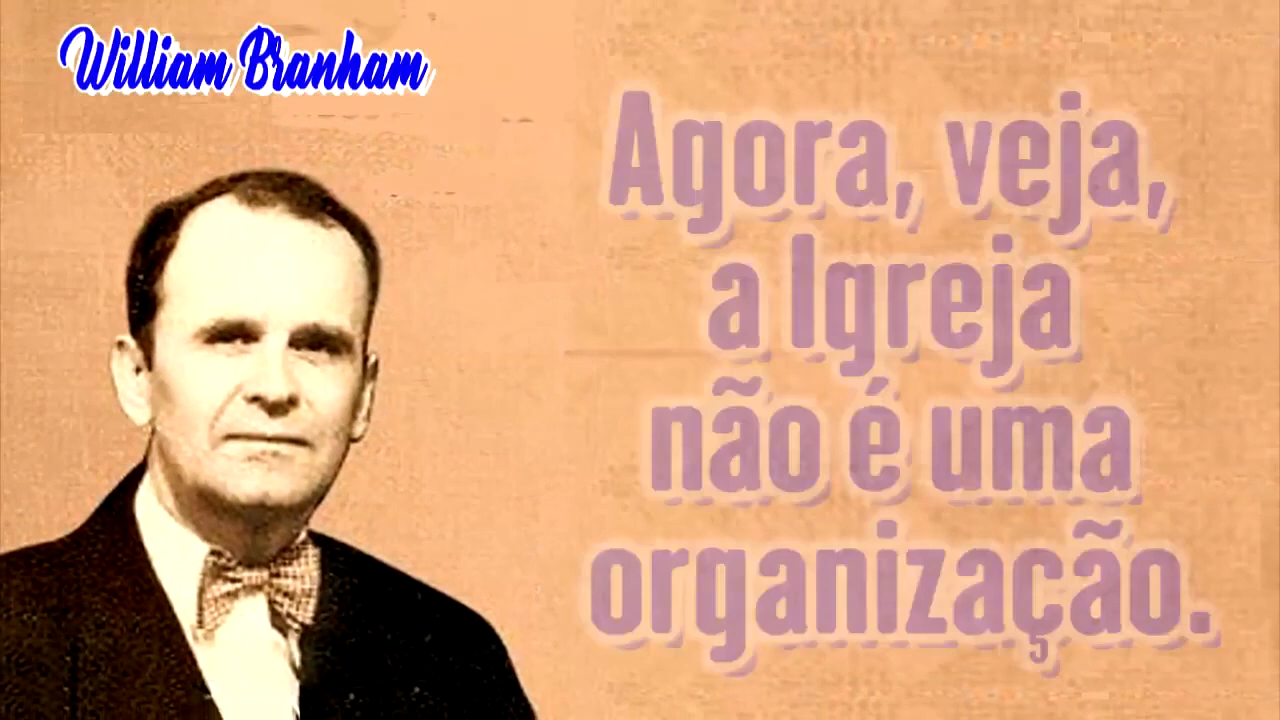 William Branham
Agora, veja,
a Igreja
não é uma
organização.